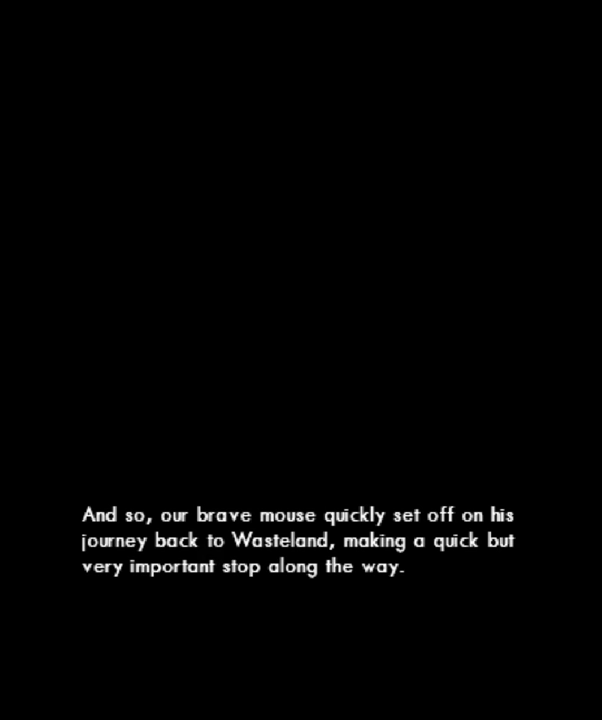 And so, our brave mouse quickly set off on his
journey back to Wasteland, making a quick but
very important stop along the way.